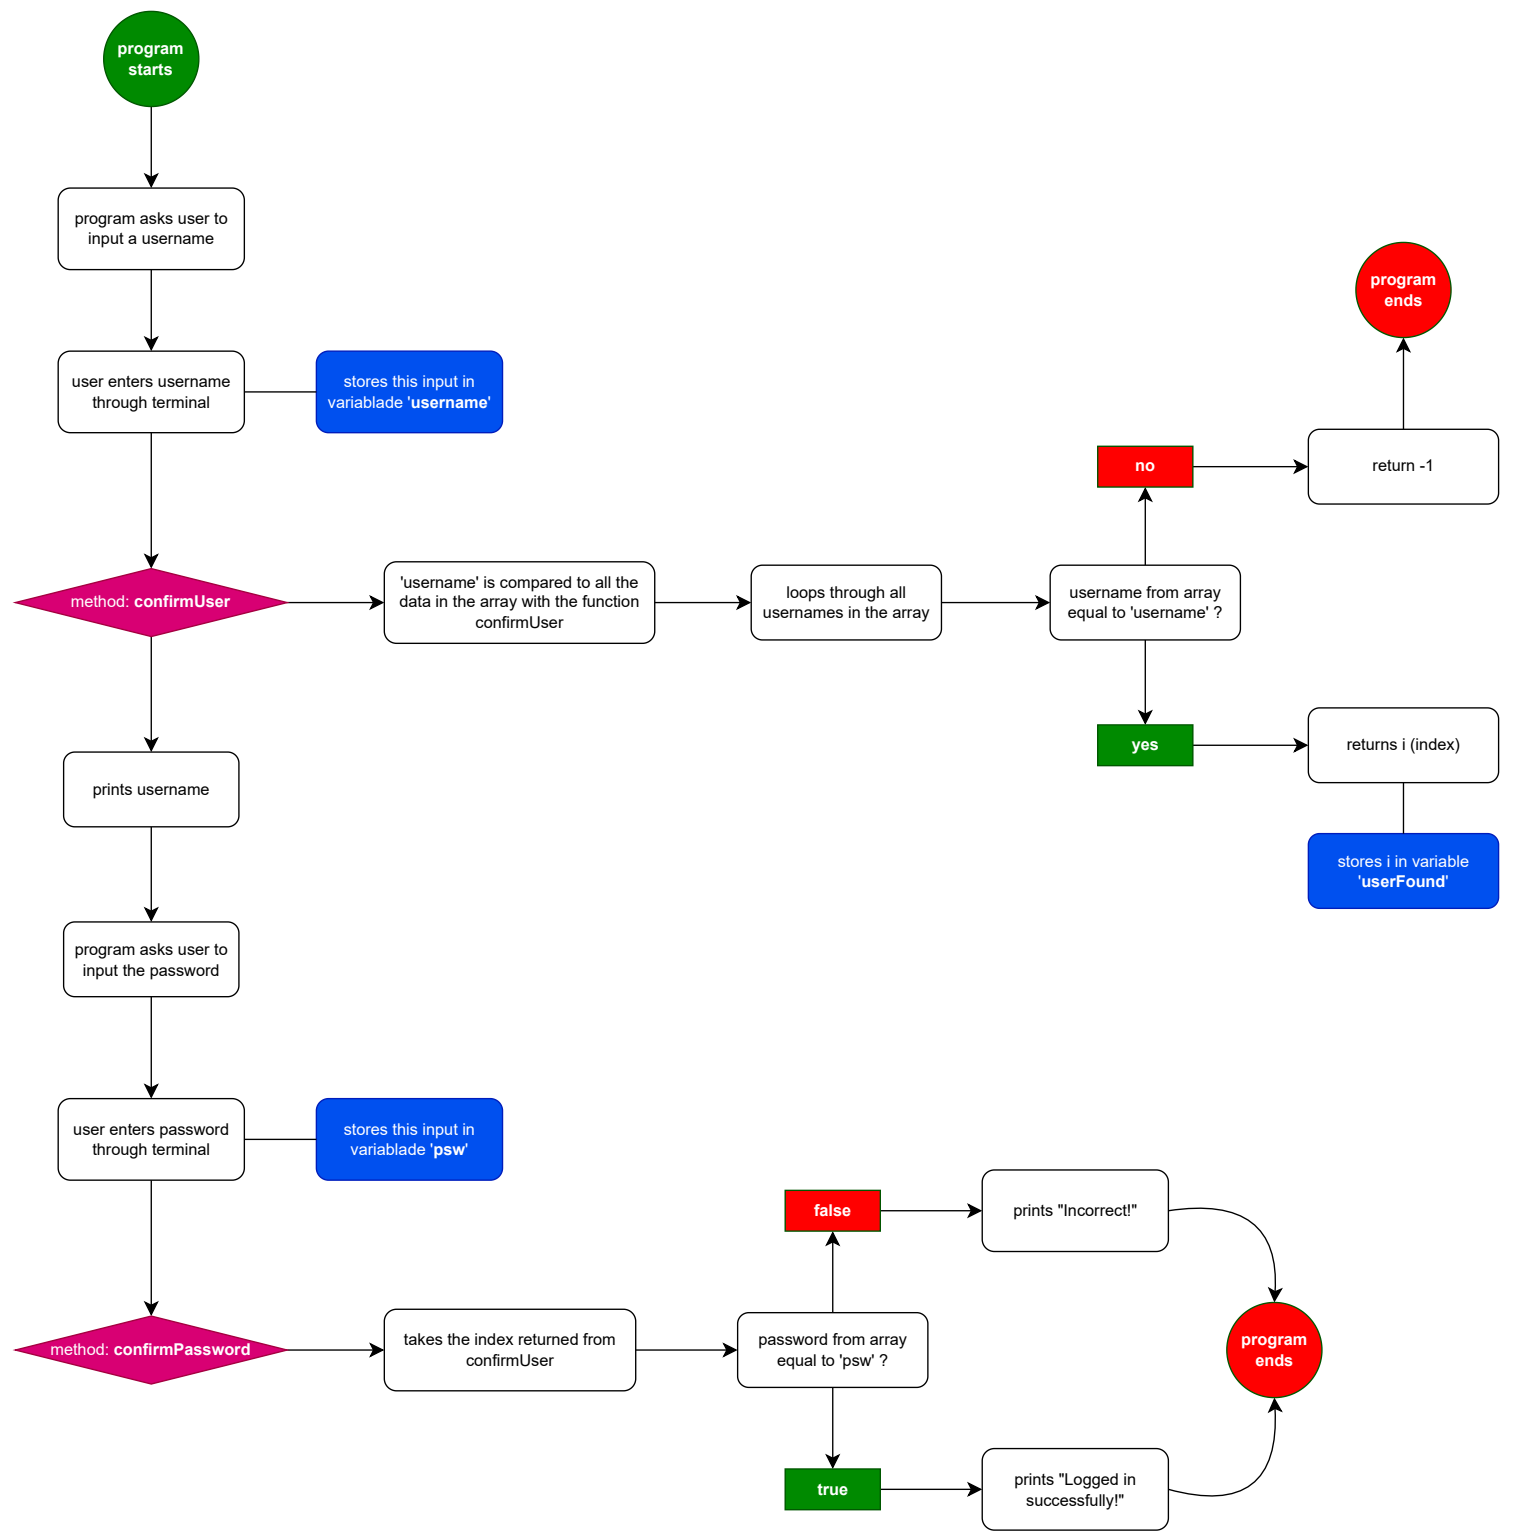 program
starts
program asks user to
input a username
user enters username
through terminal
stores this input in
variablade 'username'
method: confirmUser
'username' is compared to all the
data in the array with the function
confirmUser
loops through all
usernames in the array
username from array
equal to 'username' ?
no
return -1
program
ends
yes
returns i (index)
stores i in variable
'userFound'
prints username
program asks user to
input the password
user enters password
through terminal
stores this input in
variablade 'psw'
method: confirmPassword
takes the index returned from
confirmUser
password from array
equal to 'psw' ?
false
prints "Incorrect!"
true
prints "Logged in
successfully!"
program
ends